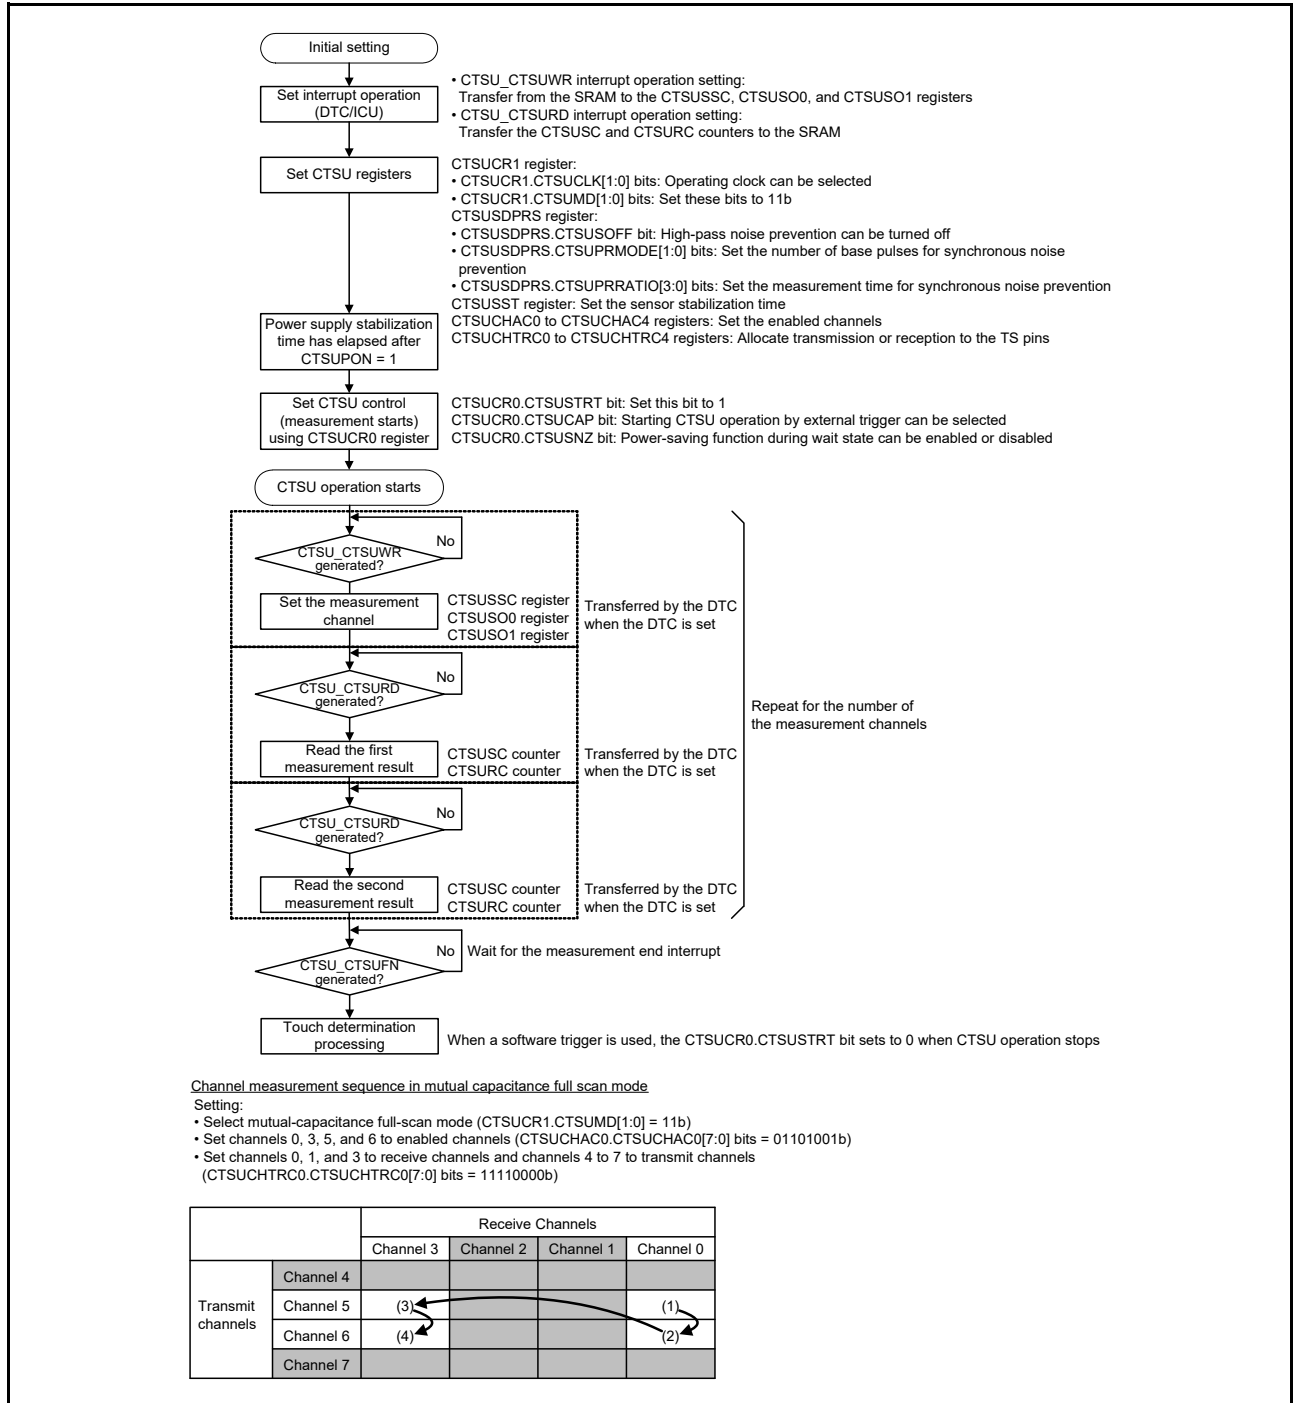 Initial setting
Set interrupt operation
(DTC/ICU)
• CTSU_CTSUWR interrupt operation setting:
Transfer from the SRAM to the CTSUSSC, CTSUSO0, and CTSUSO1 registers
• CTSU_CTSURD interrupt operation setting:
Transfer the CTSUSC and CTSURC counters to the SRAM
Set CTSU registers
CTSUCR1 register:
• CTSUCR1.CTSUCLK[1:0] bits: Operating clock can be selected
• CTSUCR1.CTSUMD[1:0] bits: Set these bits to 11b
CTSUSDPRS register:
• CTSUSDPRS.CTSUSOFF bit: High-pass noise prevention can be turned off
• CTSUSDPRS.CTSUPRMODE[1:0] bits: Set the number of base pulses for synchronous noise
prevention
• CTSUSDPRS.CTSUPRRATIO[3:0] bits: Set the measurement time for synchronous noise prevention
CTSUSST register: Set the sensor stabilization time
CTSUCHAC0 to CTSUCHAC4 registers: Set the enabled channels
CTSUCHTRC0 to CTSUCHTRC4 registers: Allocate transmission or reception to the TS pins
Power supply stabilization
time has elapsed after
CTSUPON = 1
Set CTSU control
(measurement starts)
using CTSUCR0 register
CTSUCR0.CTSUSTRT bit: Set this bit to 1
CTSUCR0.CTSUCAP bit: Starting CTSU operation by external trigger can be selected
CTSUCR0.CTSUSNZ bit: Power-saving function during wait state can be enabled or disabled
CTSU operation starts
No
CTSU_CTSUWR
generated?
Set the measurement
channel
CTSUSSC register
CTSUSO0 register
CTSUSO1 register
Transferred by the DTC
when the DTC is set
No
CTSU_CTSURD
generated?
Repeat for the number of
the measurement channels
Read the first
measurement result
CTSUSC counter
CTSURC counter
Transferred by the DTC
when the DTC is set
No
CTSU_CTSURD
generated?
Read the second
measurement result
CTSUSC counter
CTSURC counter
Transferred by the DTC
when the DTC is set
No
Wait for the measurement end interrupt
CTSU_CTSUFN
generated?
Touch determination
processing
When a software trigger is used, the CTSUCR0.CTSUSTRT bit sets to 0 when CTSU operation stops
Channel measurement sequence in mutual capacitance full scan mode
Setting:
• Select mutual-capacitance full-scan mode (CTSUCR1.CTSUMD[1:0] = 11b)
• Set channels 0, 3, 5, and 6 to enabled channels (CTSUCHAC0.CTSUCHAC0[7:0] bits = 01101001b)
• Set channels 0, 1, and 3 to receive channels and channels 4 to 7 to transmit channels
(CTSUCHTRC0.CTSUCHTRC0[7:0] bits = 11110000b)
Receive Channels
Channel 3 Channel 2 Channel 1 Channel 0
Transmit
channels
Channel 4
Channel 5 (3) (1)
Channel 6 (4) (2)
Channel 7